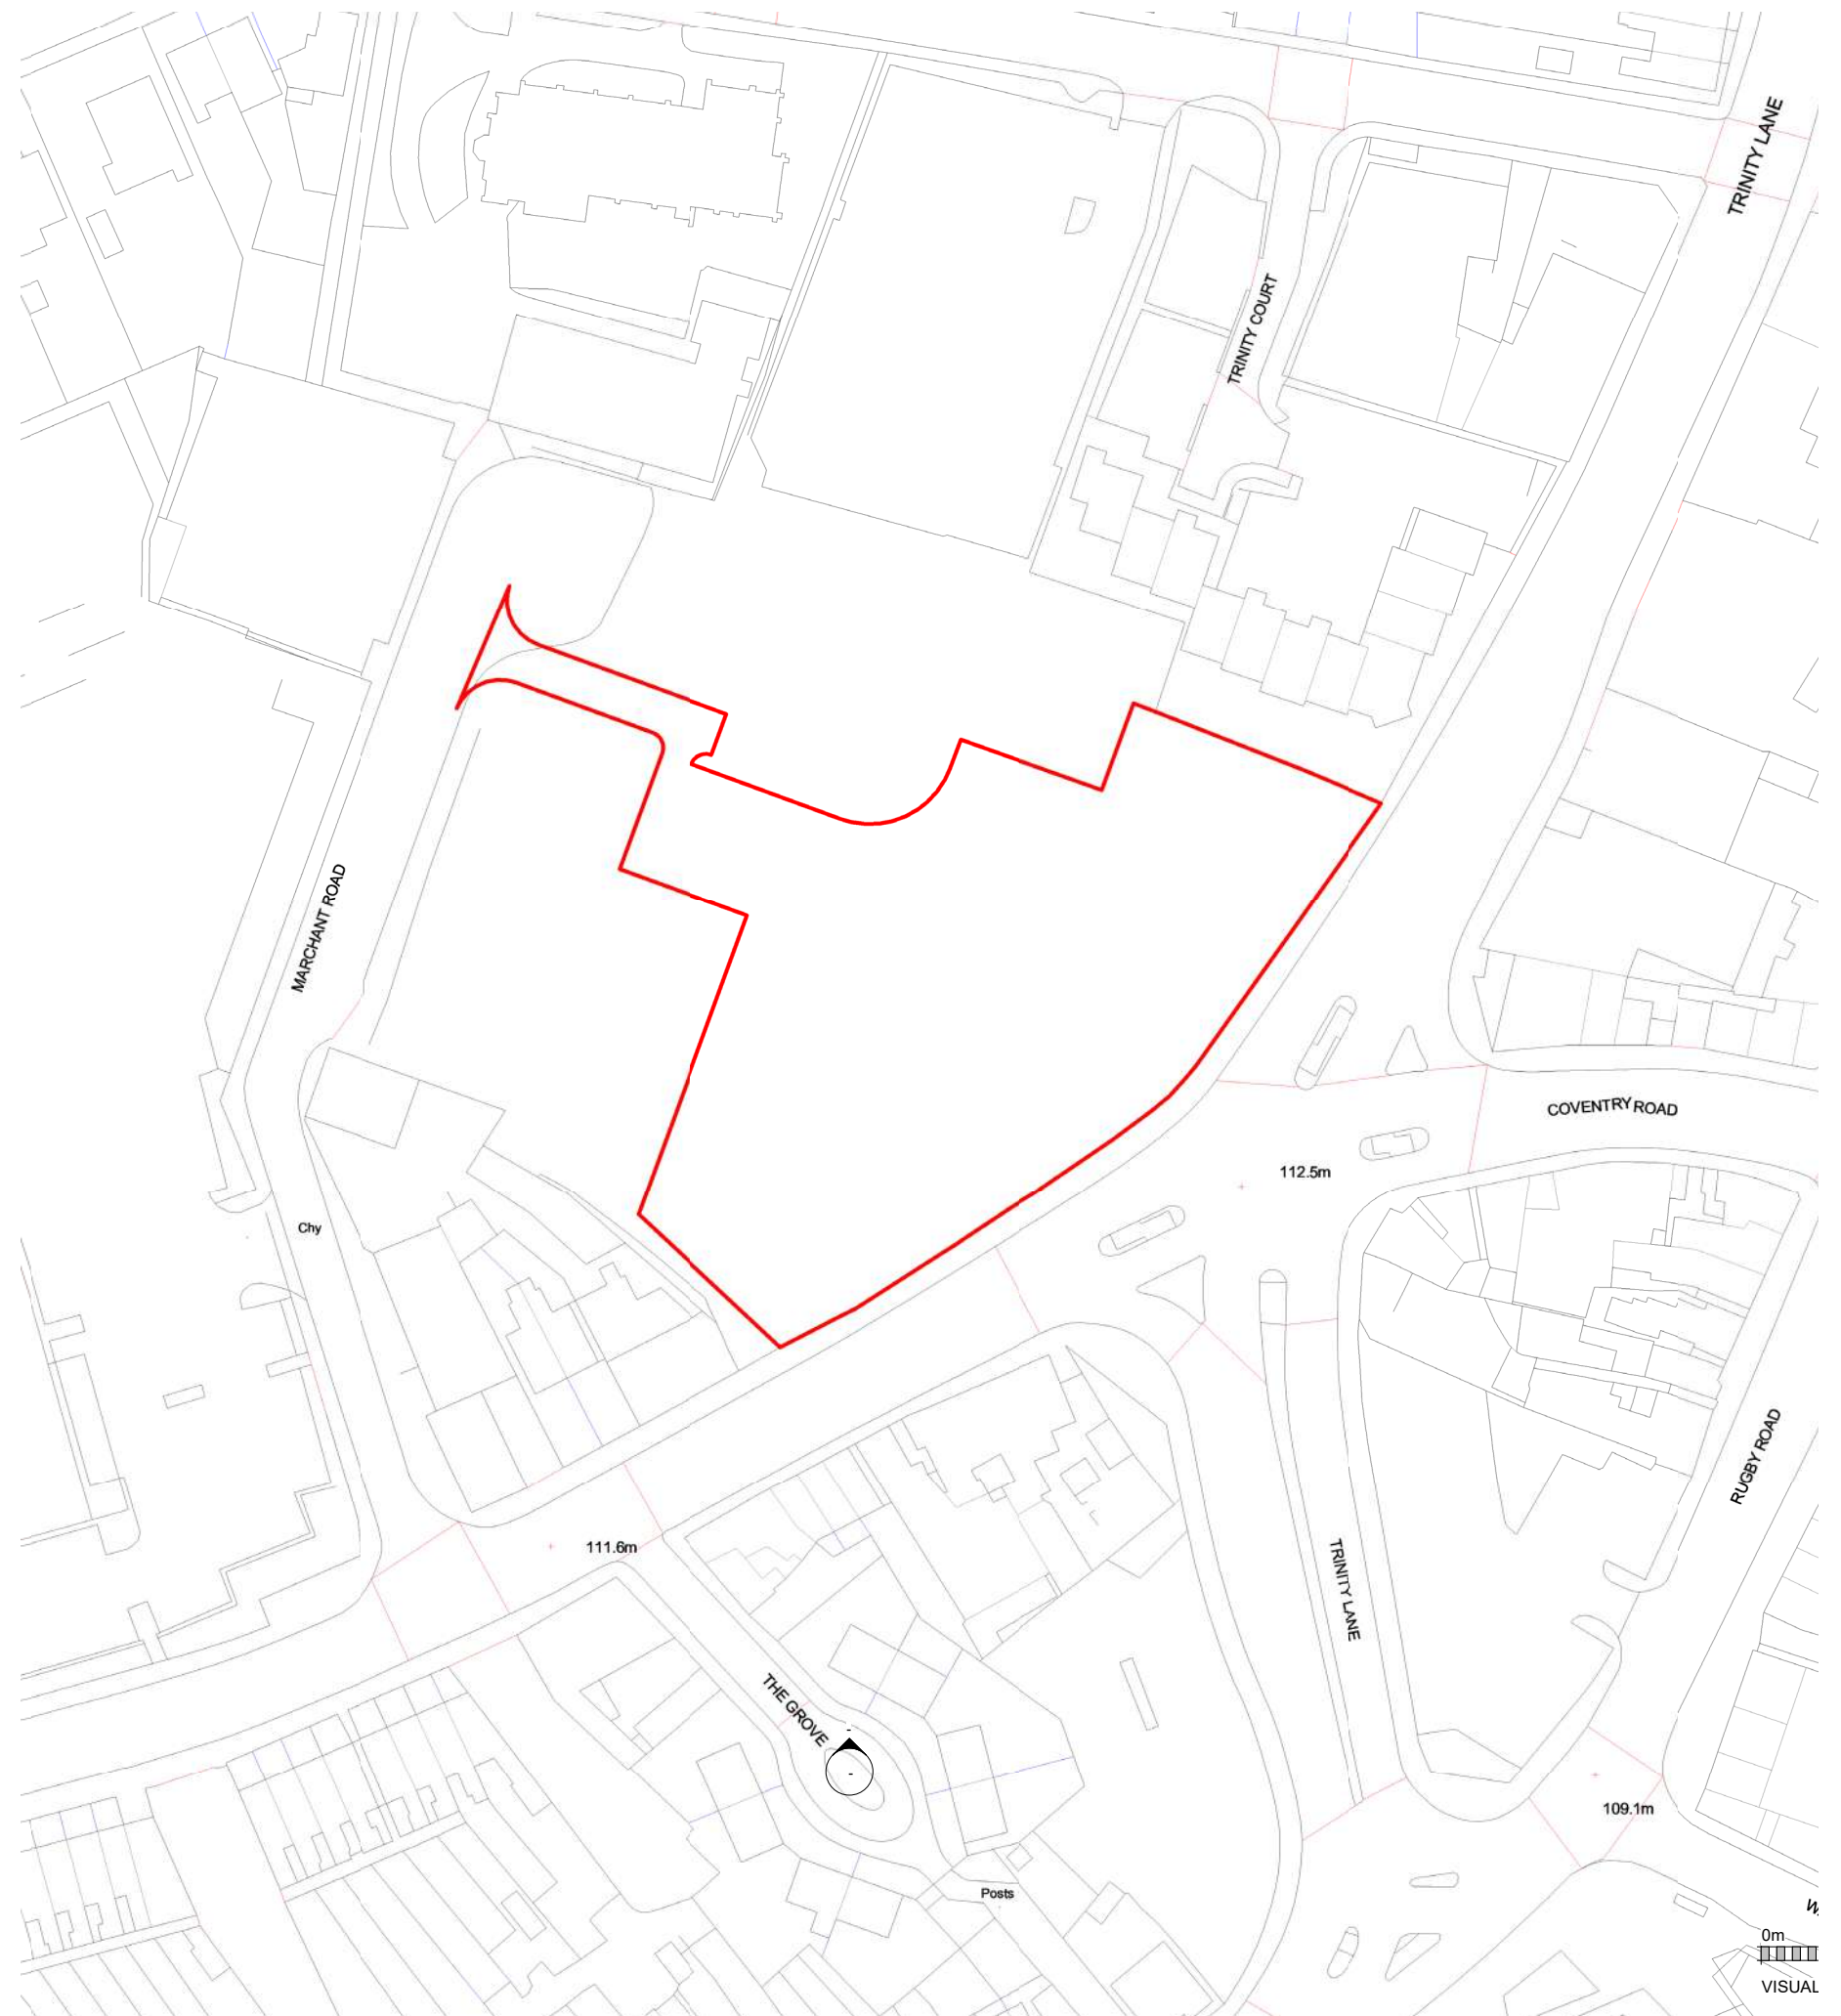 TRINITY LANE
TRINITY COURT
MARCHANT ROAD
COVENTRY ROAD
112.5m
Chy
RUGBY ROAD
111.6m
TRINITY LANE
THE GROVE
109.1m
Posts
0m
VISUAL